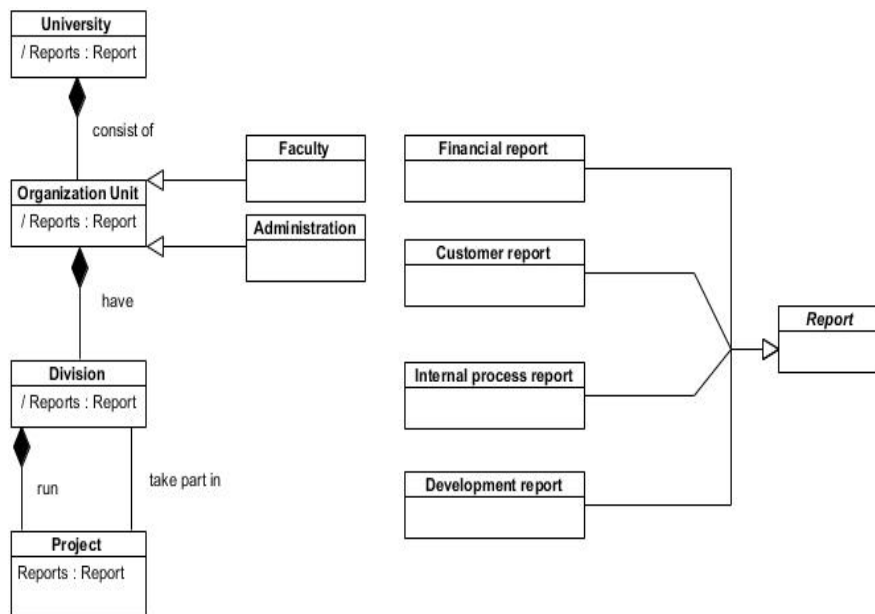 University
/ Reports : Report
consist of
Faculty
Financial report
Organization Unit
/ Reports : Report
Administration
Customer report
have
Report
Division
/ Reports : Report
Internal process report
run
take part in
Development report
Project
Reports : Report